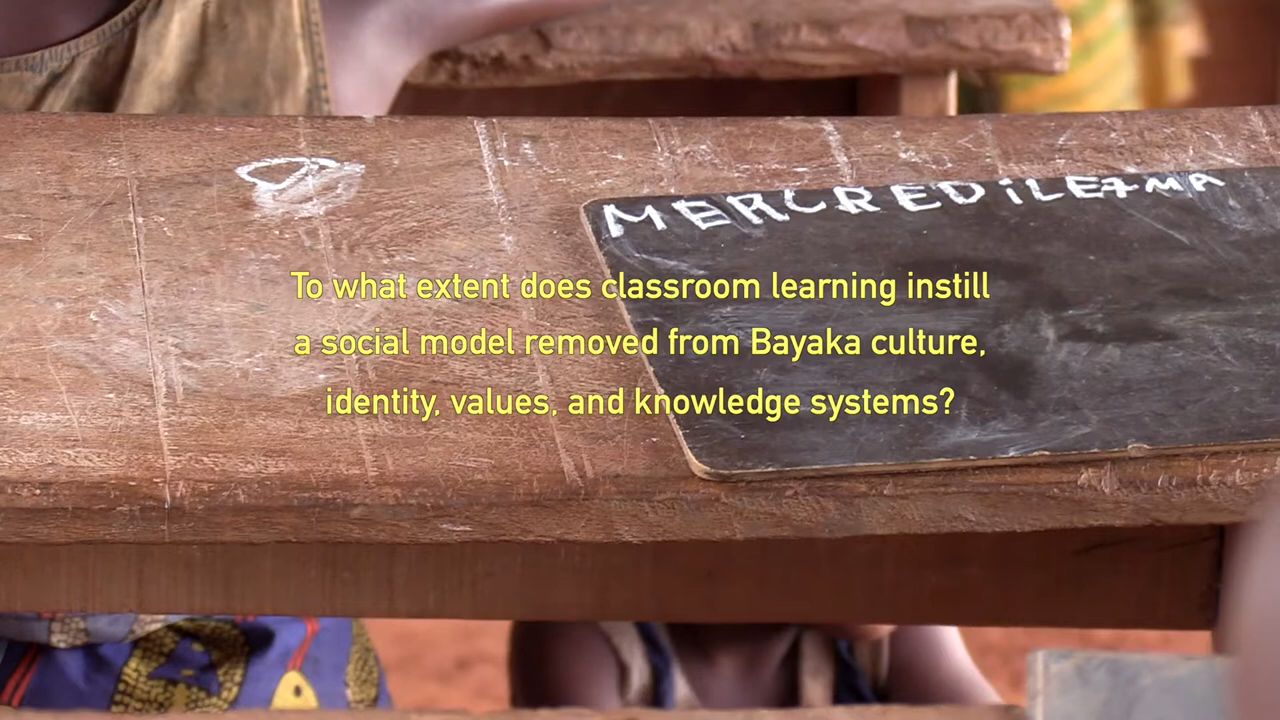 MERCREDI LE 7 MA
To what extent does classroom learning instill
a social model removed from Bayaka culture,
identity, values, and knowledge systems?